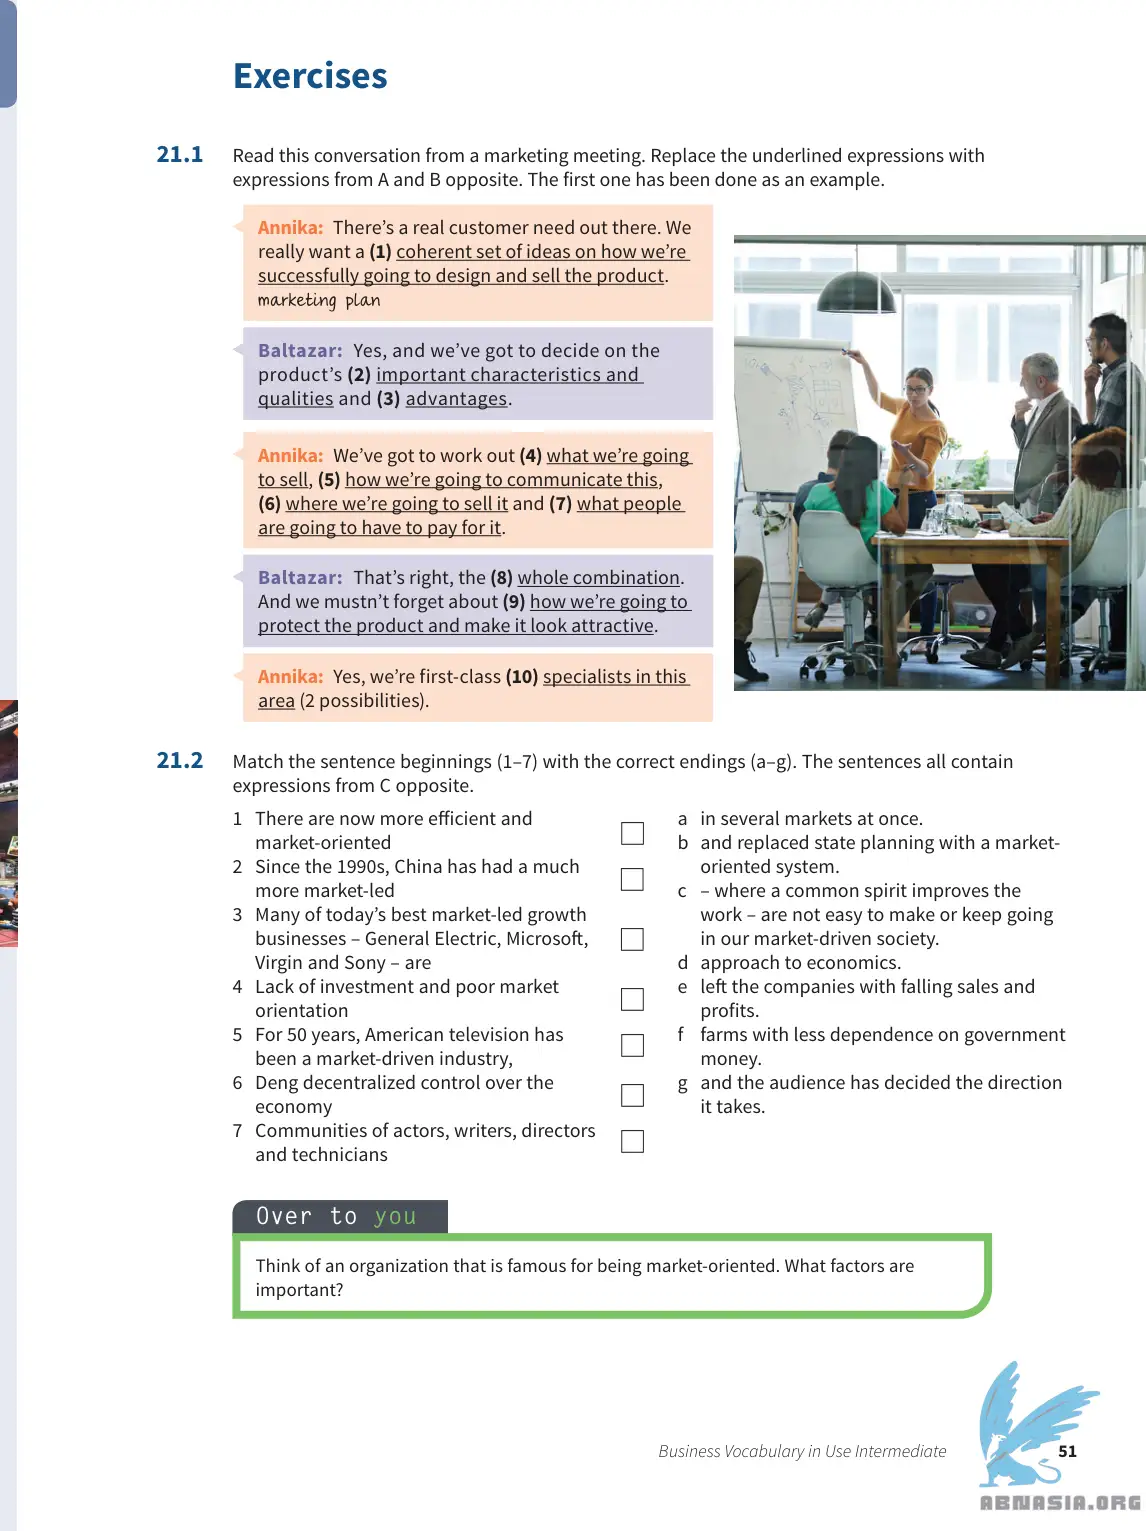 Exercises
21.1 Read this conversation from a marketing meeting. Replace the underlined expressions with
expressions from A and B opposite. The first one has been done as an example.
Annika: There's a real customer need out there. We
really want a (1) coherent set of ideas on how we're
successfully going to design and sell the product.
marketing plan
Baltazar: Yes, and we've got to decide on the
product's (2) important characteristics and
qualities and (3) advantages.
Annika: We've got to work out (4) what we're going
to sell, (5) how we're going to communicate this,
(6) where we're going to sell it and (7) what people
are going to have to pay for it.
Baltazar: That's right, the (8) whole combination.
And we mustn't forget about (9) how we're going to
protect the product and make it look attractive.
Annika: Yes, we're first-class (10) specialists in this
area (2 possibilities).
21.2 Match the sentence beginnings (1–7) with the correct endings (a–g). The sentences all contain
expressions from C opposite.
1 There are now more efficient and
market-oriented
2 Since the 1990s, China has had a much
more market-led
3 Many of today's best market-led growth
businesses – General Electric, Microsoft,
Virgin and Sony – are
4 Lack of investment and poor market
orientation
5 For 50 years, American television has
been a market-driven industry,
6 Deng decentralized control over the
economy
7 Communities of actors, writers, directors
and technicians
a in several markets at once.
b and replaced state planning with a market-
oriented system.
c – where a common spirit improves the
work – are not easy to make or keep going
in our market-driven society.
d approach to economics.
e left the companies with falling sales and
profits.
f farms with less dependence on government
money.
g and the audience has decided the direction
it takes.
Over to you
Think of an organization that is famous for being market-oriented. What factors are
important?
Business Vocabulary in Use Intermediate 51
ABNASIA.ORG